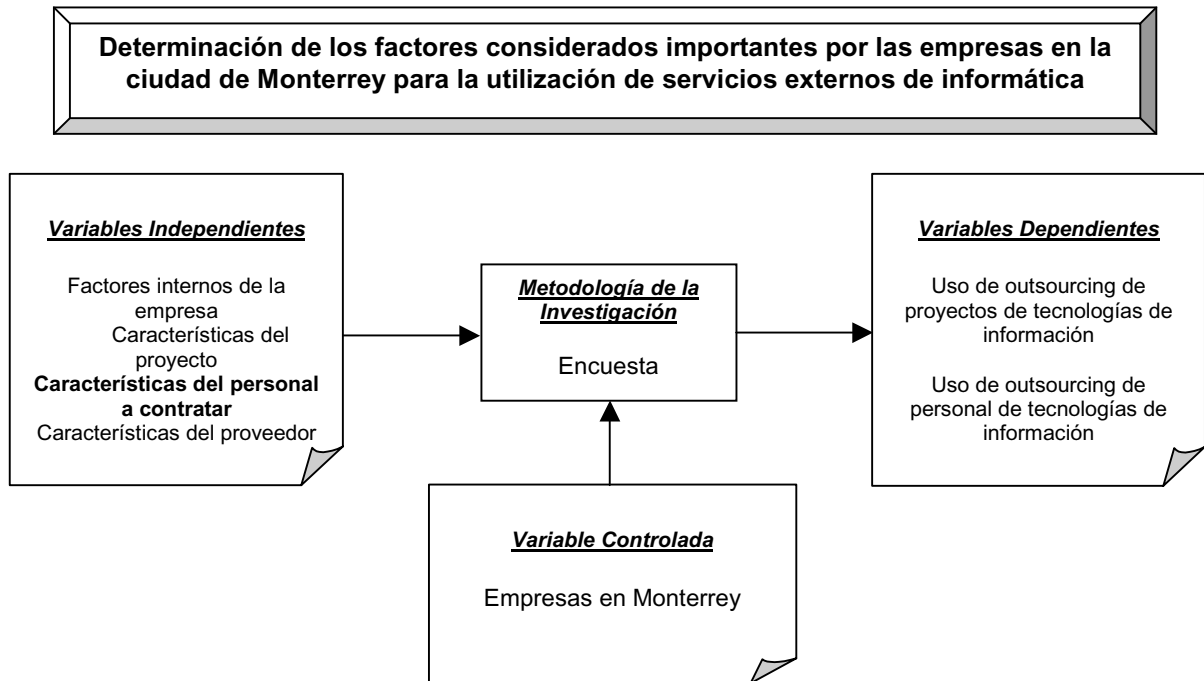 Determinación de los factores considerados importantes por las empresas en la
ciudad de Monterrey para la utilización de servicios externos de informática
Variables Independientes
Factores internos de la
empresa
Características del
proyecto
Características del personal
a contratar
Características del proveedor
Metodología de la
Investigación
Encuesta
Variables Dependientes
Uso de outsourcing de
proyectos de tecnologías de
información
Uso de outsourcing de
personal de tecnologías de
información
Variable Controlada
Empresas en Monterrey